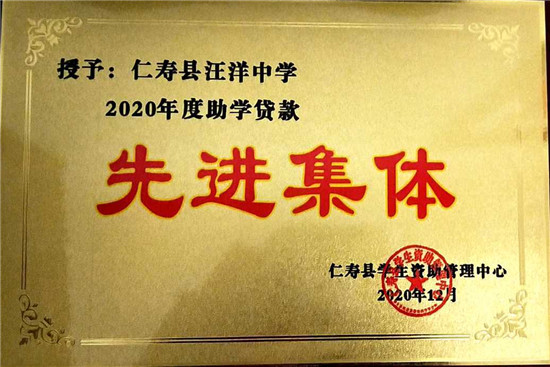 授予：仁寿县汪洋中学
2020年度助学贷款
先进集体
仁寿县学生资助管理中心
2020年12月